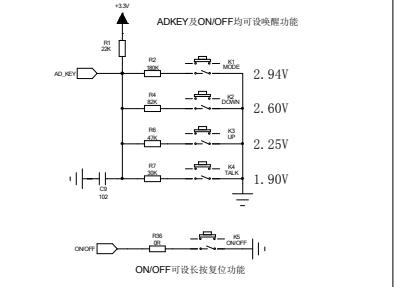 +3.3V
ADKEY及ON/OFF均可设唤醒功能
R1
22K
AD_KEY
R2
180K
K1
MODE
2.94V
R4
82K
K2
DOWN
2.60V
R6
47K
K3
UP
2.25V
R7
30K
K4
TALK
1.90V
C9
102
ON/OFF
R36
0R
K5
ON/OFF
ON/OFF可设长按复位功能